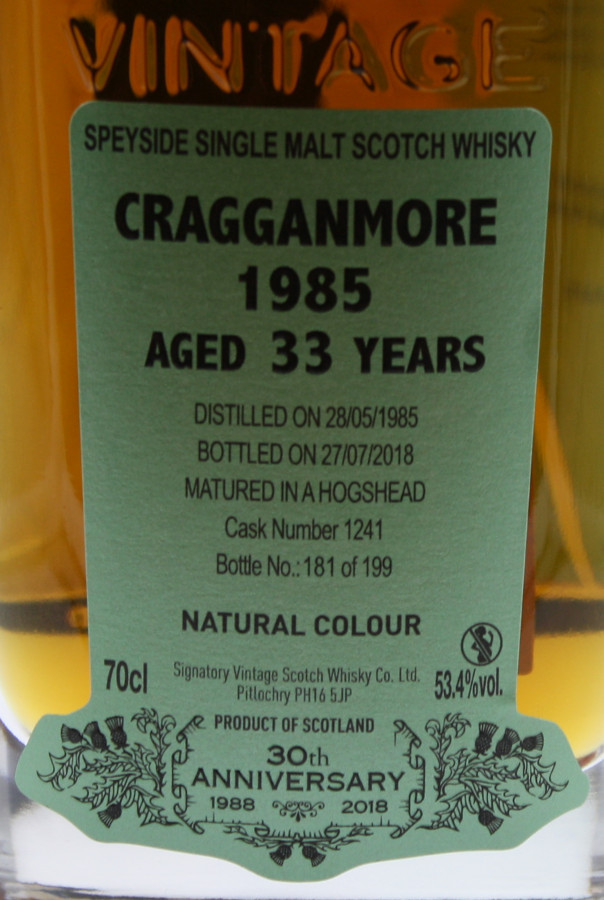 VINTAGE
SPEYSIDE SINGLE MALT SCOTCH WHISKY
CRAGGANMORE
1985
AGED 33 YEARS
DISTILLED ON 28/05/1985
BOTTLED ON 27/07/2018
MATURED IN A HOGSHEAD
Cask Number 1241
Bottle No.: 181 of 199
NATURAL COLOUR
70cl
Signatory Vintage Scotch Whisky Co. Ltd.
Pitlochry PH16 5JP
53.4%vol.
PRODUCT OF SCOTLAND
30th
ANNIVERSARY
1988 2018